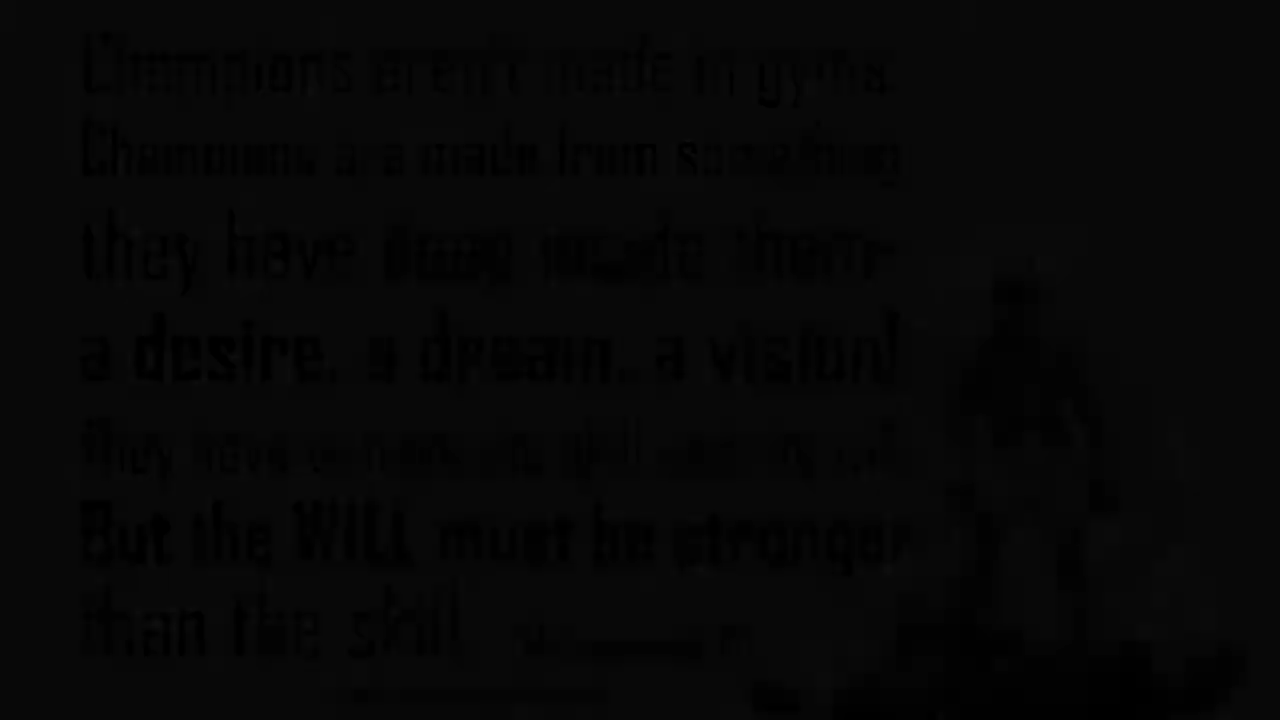 Champions aren't made in gyms.
Champions are made from something
they have deep inside them-
a desire, a dream, a vision!
They have to have the skill and the will.
But the WILL must be stronger
than the skill.